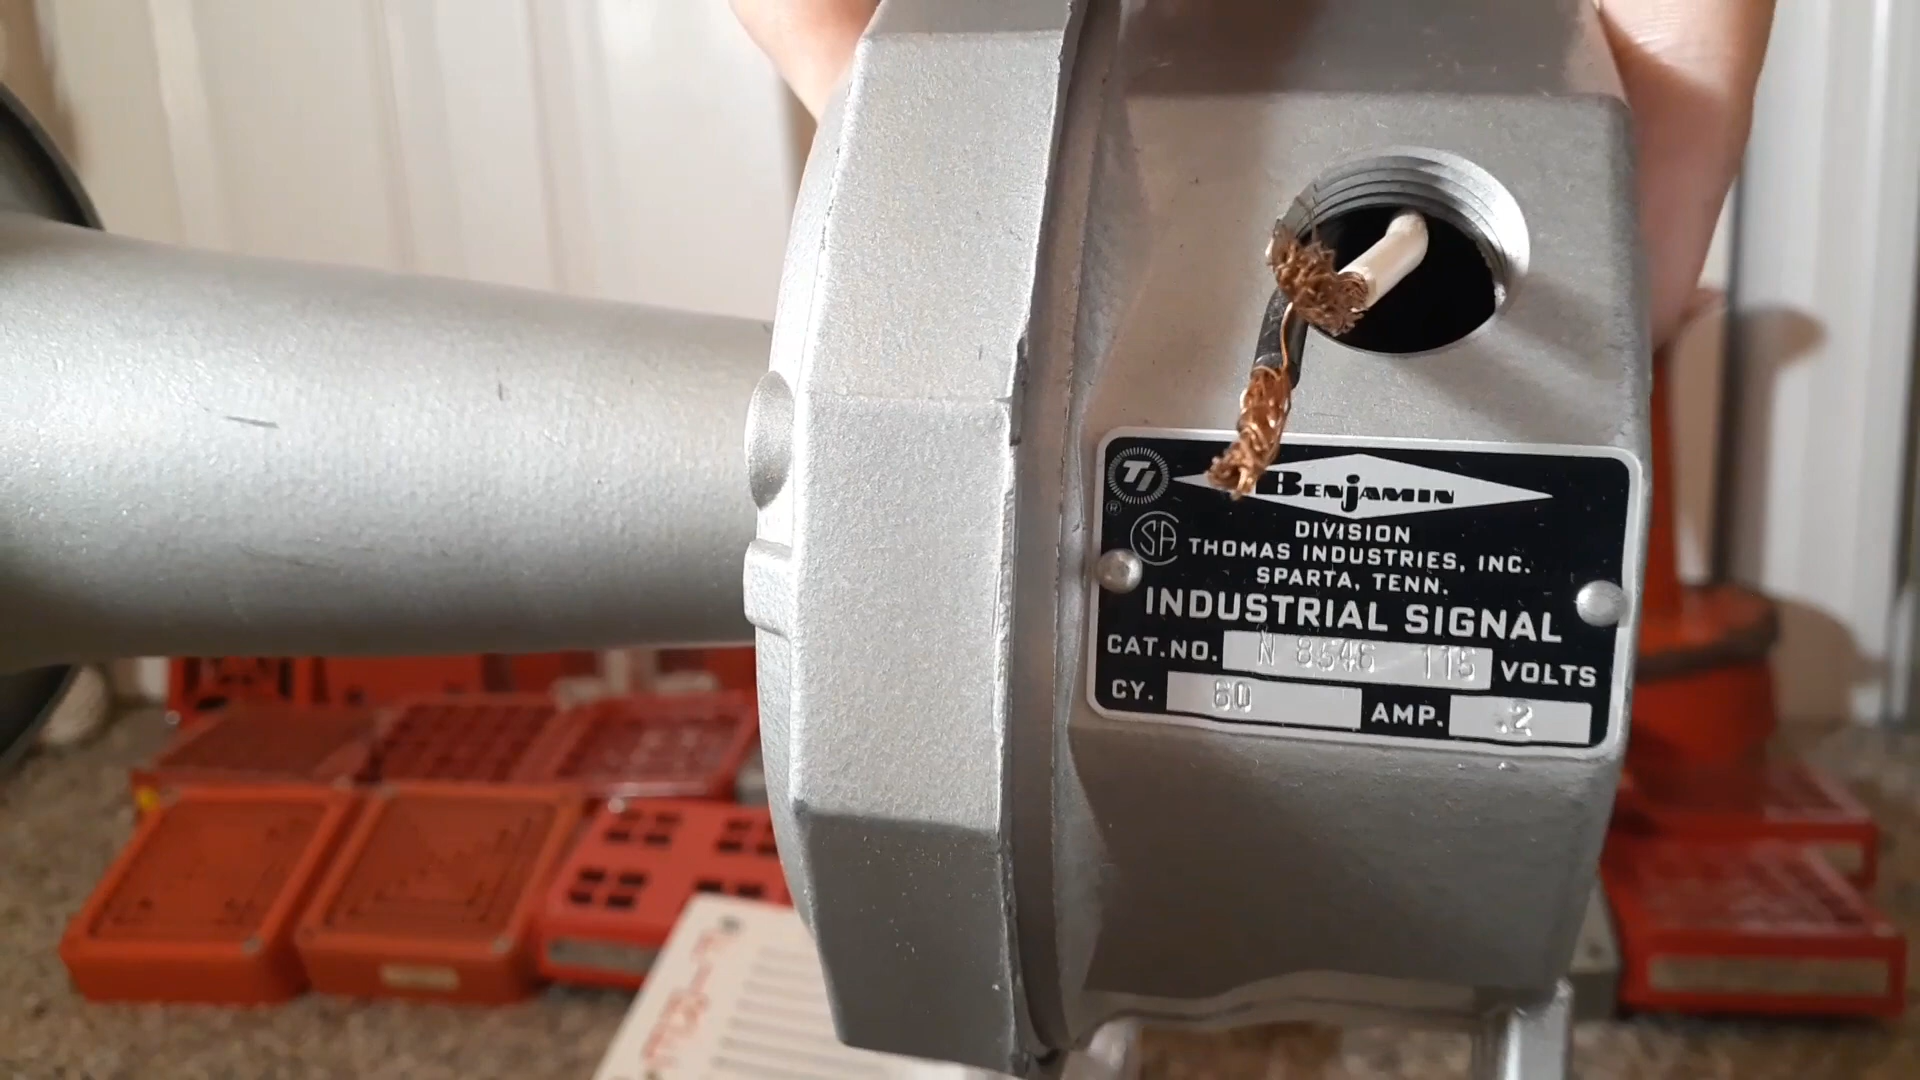 TI
BENJAMIN
®
SA
DIVISION
THOMAS INDUSTRIES, INC.
SPARTA, TENN.
INDUSTRIAL SIGNAL
CAT. NO. N 8546 115 VOLTS
CY. 60 AMP. .2